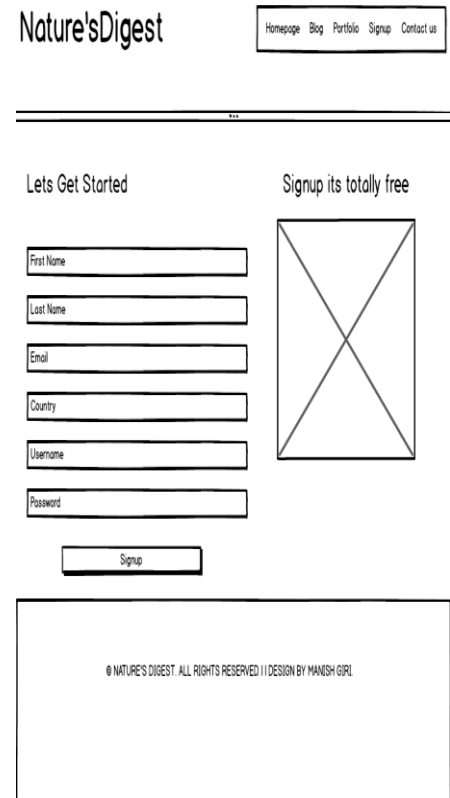 Nature'sDigest
Homepage Blog Portfolio Signup Contact us
Lets Get Started
Signup its totally free
First Name
Last Name
Email
Country
Username
Password
Signup
© NATURE'S DIGEST. ALL RIGHTS RESERVED I I DESIGN BY MANISH GIRI.